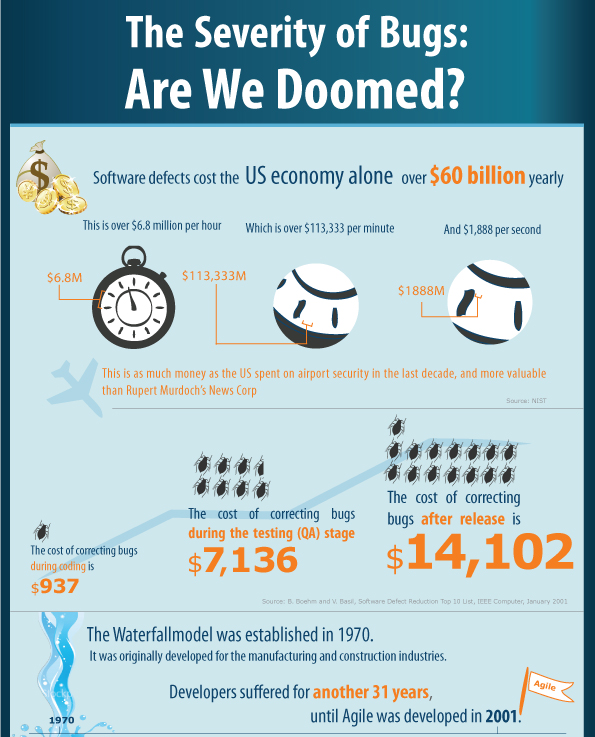 The Severity of Bugs:
Are We Doomed?
$
Software defects cost the US economy alone over $60 billion yearly
This is over $6.8 million per hour
Which is over $113,333 per minute
And $1,888 per second
$6.8M
$113,333M
$1888M
This is as much money as the US spent on airport security in the last decade, and more valuable
than Rupert Murdoch's News Corp
Source: NIST
The cost of correcting bugs
during coding is
$937
The cost of correcting bugs
during the testing (QA) stage
$7,136
The cost of correcting
bugs after release is
$14,102
Source: B. Boehm and V. Basil, Software Defect Reduction Top 10 List, IEEE Computer, January 2001
The Waterfallmodel was established in 1970.
It was originally developed for the manufacturing and construction industries.
Developers suffered for another 31 years,
until Agile was developed in 2001.
Agile
1970